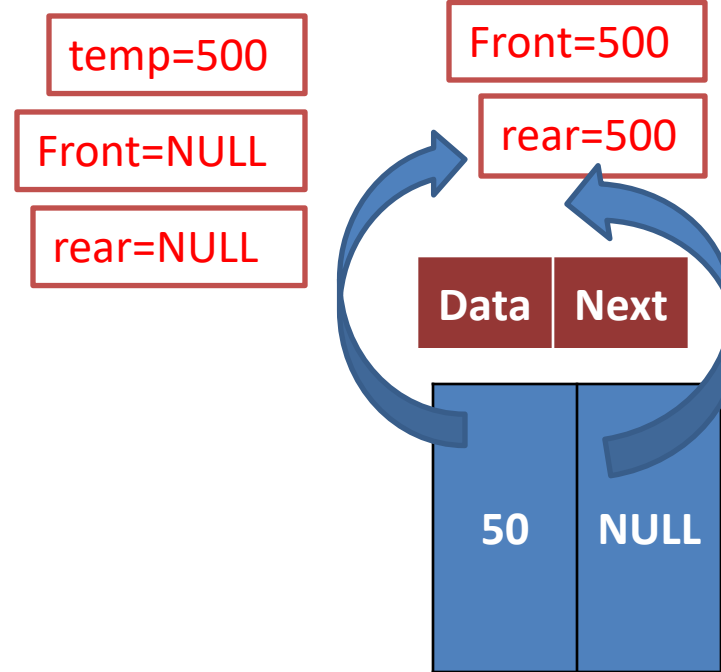 temp=500
Front=NULL
rear=NULL
Front=500
rear=500
Data Next
50 NULL